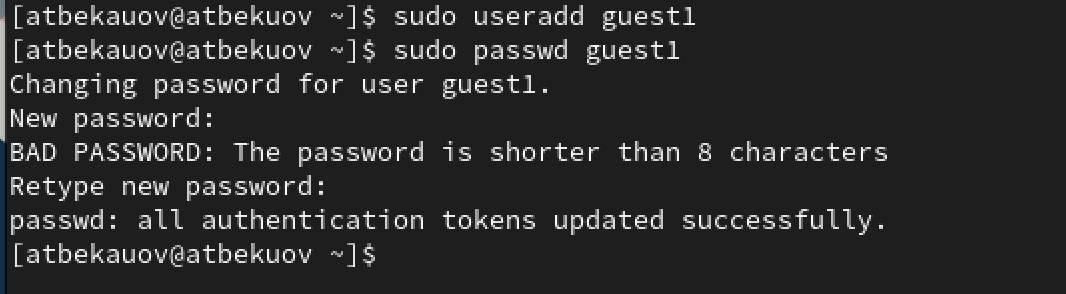 [atbekauov@atbekuov ~]$ sudo useradd guest1
[atbekauov@atbekuov ~]$ sudo passwd guest1
Changing password for user guest1.
New password:
BAD PASSWORD: The password is shorter than 8 characters
Retype new password:
passwd: all authentication tokens updated successfully.
[atbekauov@atbekuov ~]$